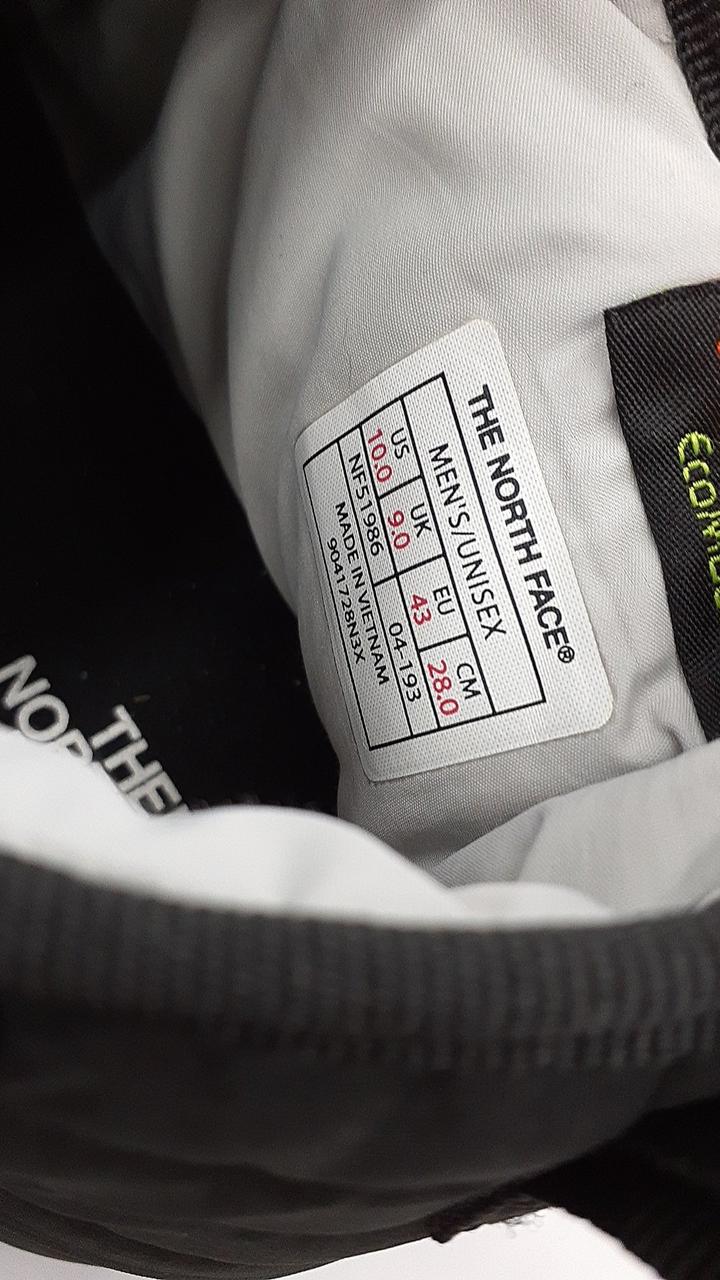 THE NORTH FACE®
MEN'S/UNISEX
US UK EU CM
10.0 9.0 43 28.0
NF51986 04-193
MADE IN VIETNAM
9041728N3X
THE